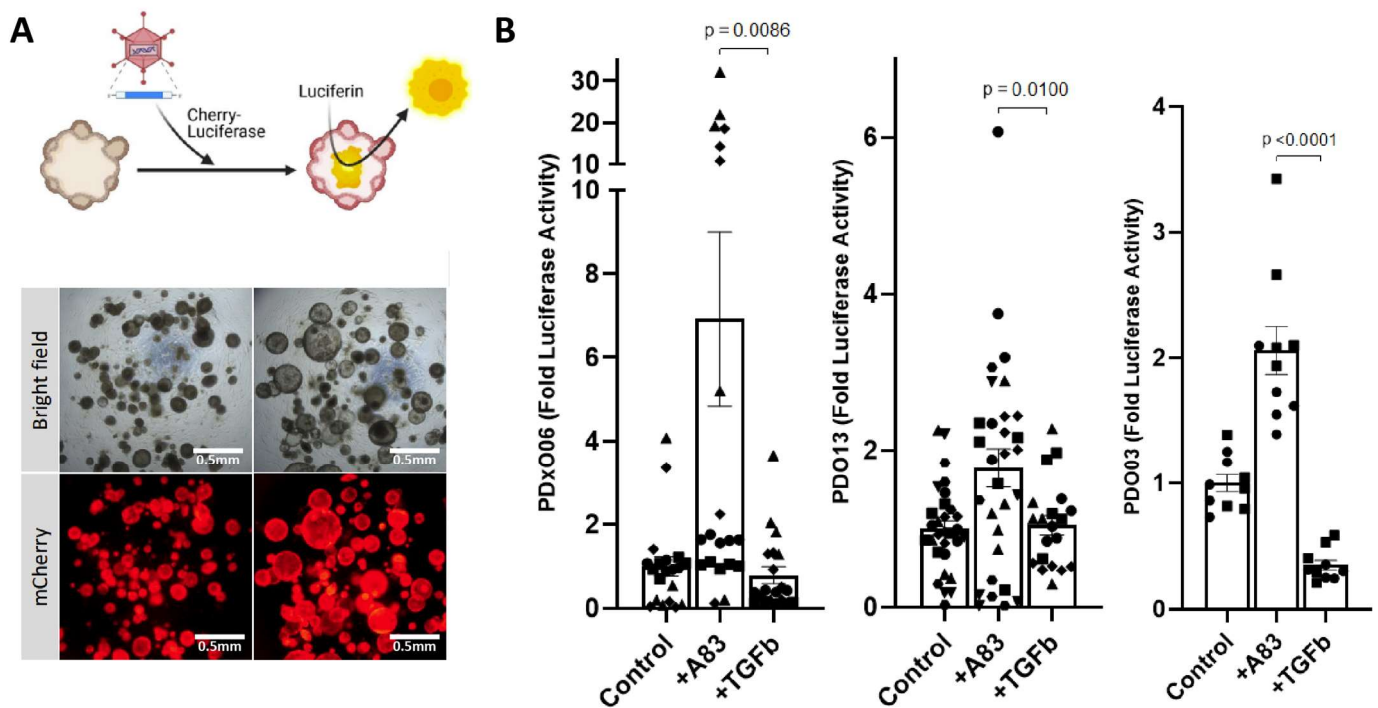 A
Cherry-
Luciferase
Luciferin
Bright field
0.5mm
0.5mm
mCherry
0.5mm
0.5mm
B
PDxO06 (Fold Luciferase Activity)
p = 0.0086
30
20
10
10
8
6
4
2
0
Control
+A83
+TGFb
PDO13 (Fold Luciferase Activity)
p = 0.0100
6
4
2
0
Control
+A83
+TGFb
PDO03 (Fold Luciferase Activity)
p <0.0001
4
3
2
1
0
Control
+A83
+TGFb